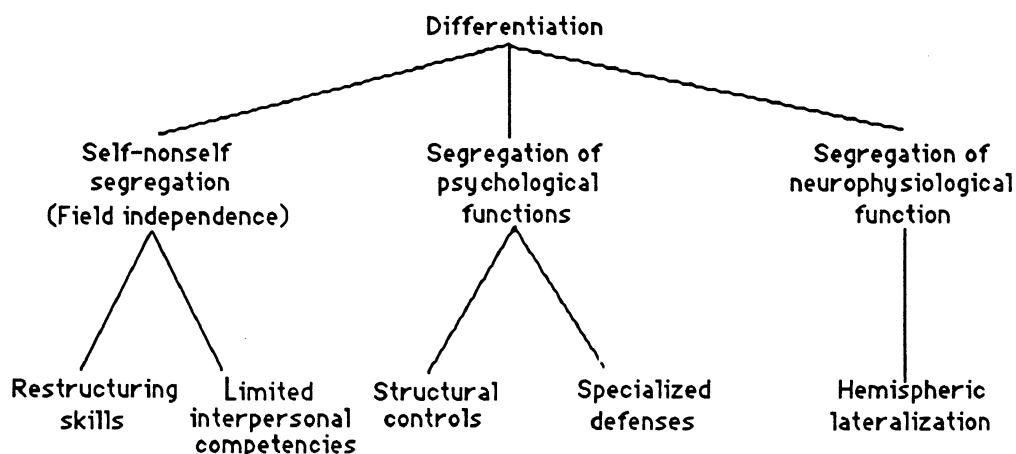 Differentiation
Self-nonself
segregation
(Field independence)
Segregation of
psychological
functions
Segregation of
neurophysiological
function
Restructuring
skills
Limited
interpersonal
competencies
Structural
controls
Specialized
defenses
Hemispheric
lateralization